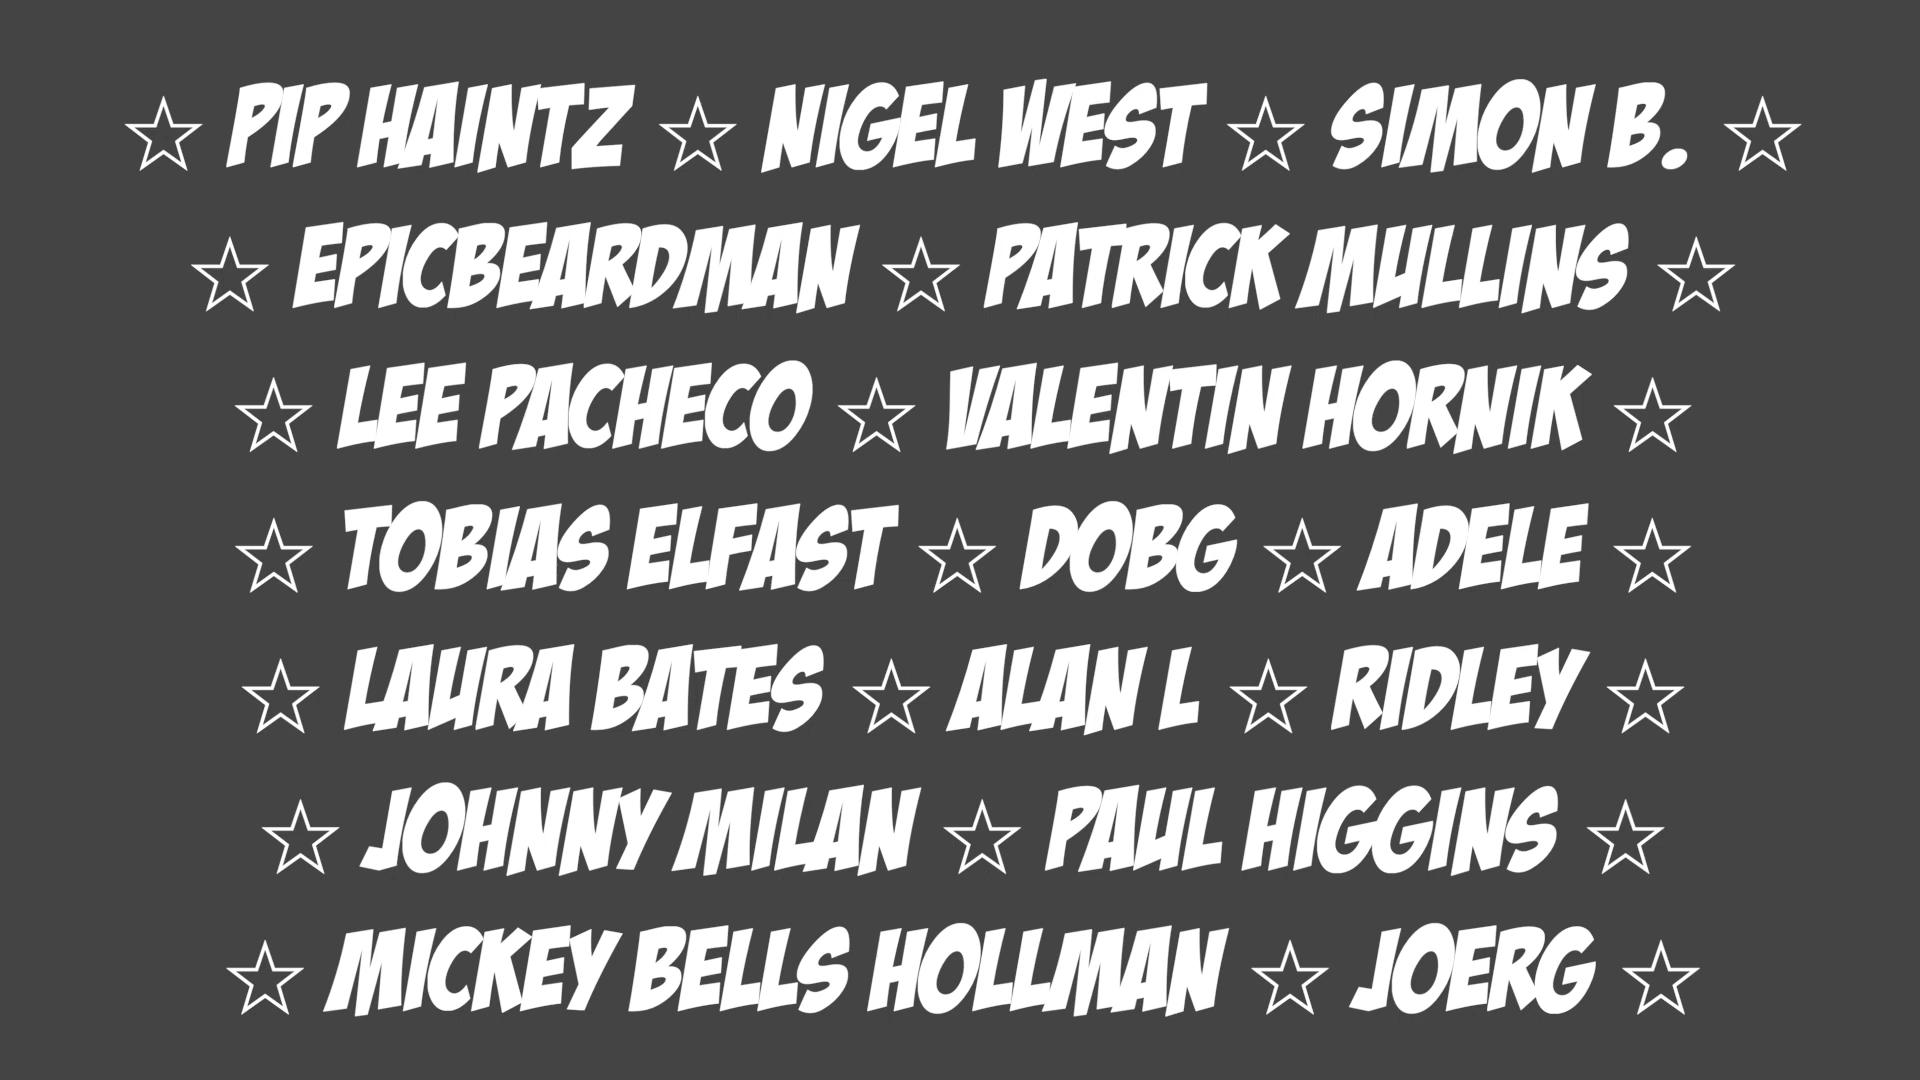 ☆ PIP HAINTZ ☆ NIGEL WEST ☆ SIMON B. ☆
☆ EPICBEARDMAN ☆ PATRICK MULLINS ☆
☆ LEE PACHECO ☆ VALENTIN HORNIK ☆
☆ TOBIAS ELFAST ☆ DOBG ☆ ADELE ☆
☆ LAURA BATES ☆ ALAN L ☆ RIDLEY ☆
☆ JOHNNY MILAN ☆ PAUL HIGGINS ☆
☆ MICKEY BELLS HOLLMAN ☆ JOERG ☆